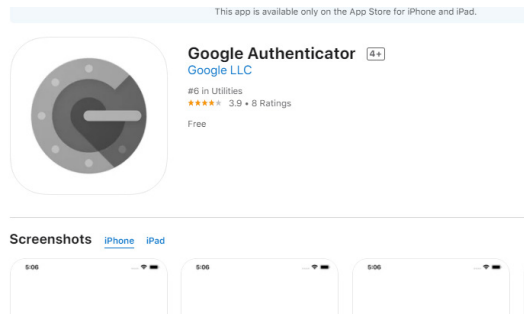 This app is available only on the App Store for iPhone and iPad.
Google Authenticator 4+
Google LLC
#6 in Utilities
★★★★★ 3.9 • 8 Ratings
Free
Screenshots iPhone iPad
5:06 5:06 5:06